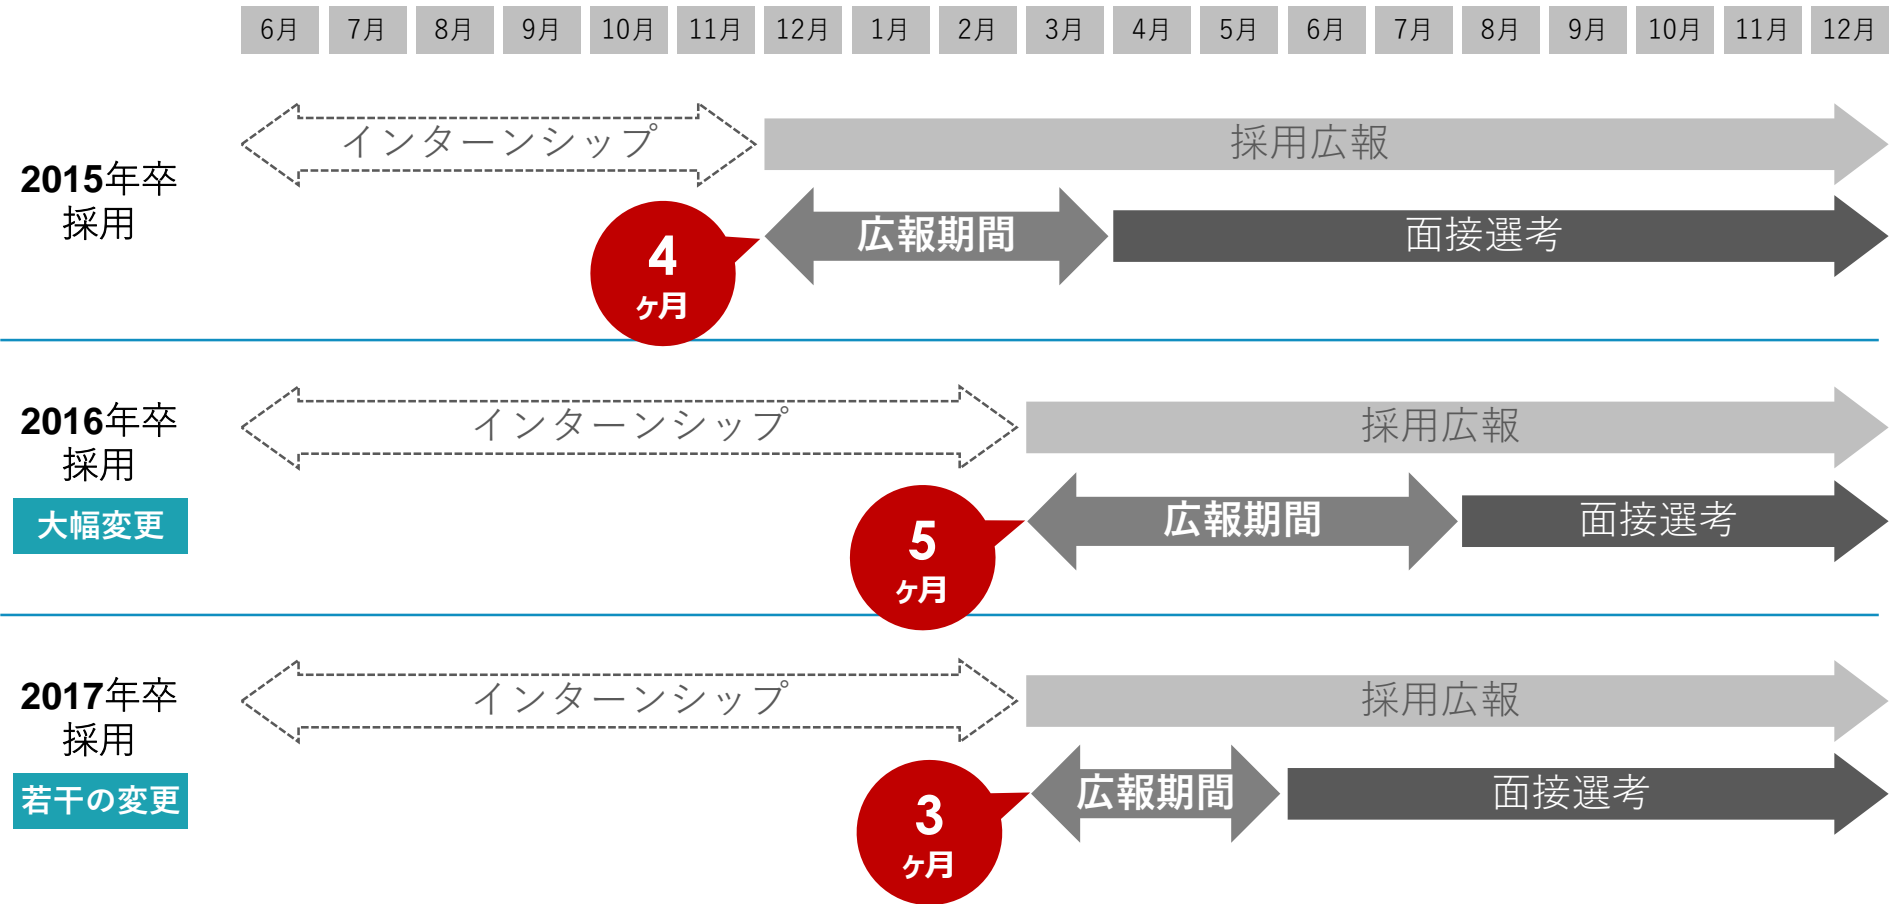 6月 7月 8月 9月 10月 11月 12月 1月 2月 3月 4月 5月 6月 7月 8月 9月 10月 11月 12月
2015年卒
採用
インターンシップ
採用広報
4
ヶ月
広報期間
面接選考
2016年卒
採用
大幅変更
インターンシップ
採用広報
5
ヶ月
広報期間
面接選考
2017年卒
採用
若干の変更
インターンシップ
採用広報
3
ヶ月
広報期間
面接選考